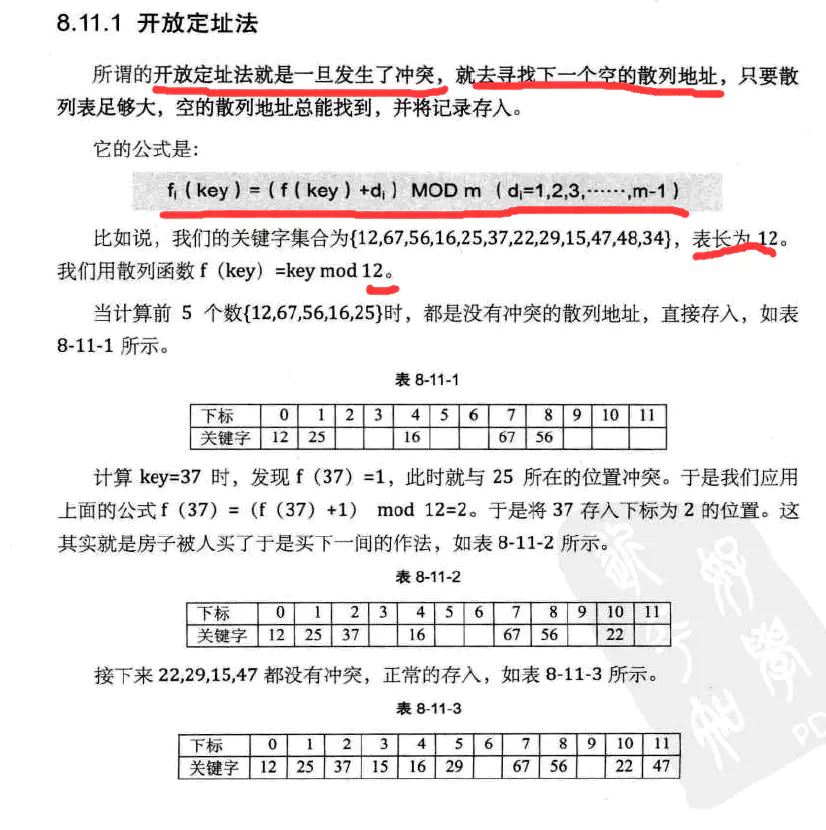 8.11.1 开放定址法
所谓的开放定址法就是一旦发生了冲突，就去寻找下一个空的散列地址，只要散
列表足够大，空的散列地址总能找到，并将记录存入。
它的公式是：
fi（key）=（f（key）+di） MOD m （di=1,2,3,……,m-1）
比如说，我们的关键字集合为{12,67,56,16,25,37,22,29,15,47,48,34}，表长为 12。
我们用散列函数 f（key）=key mod 12。
当计算前 5 个数{12,67,56,16,25}时，都是没有冲突的散列地址，直接存入，如表
8-11-1 所示。
表 8-11-1
下标 0 1 2 3 4 5 6 7 8 9 10 11
关键字 12 25 16 67 56
计算 key=37 时，发现 f（37）=1，此时就与 25 所在的位置冲突。于是我们应用
上面的公式 f（37）=（f（37）+1） mod 12=2。于是将 37 存入下标为 2 的位置。这
其实就是房子被人买了于是买下一间的作法，如表 8-11-2 所示。
表 8-11-2
下标 0 1 2 3 4 5 6 7 8 9 10 11
关键字 12 25 37 16 67 56 22
接下来 22,29,15,47 都没有冲突，正常的存入，如表 8-11-3 所示。
表 8-11-3
下标 0 1 2 3 4 5 6 7 8 9 10 11
关键字 12 25 37 15 16 29 67 56 22 47
PD